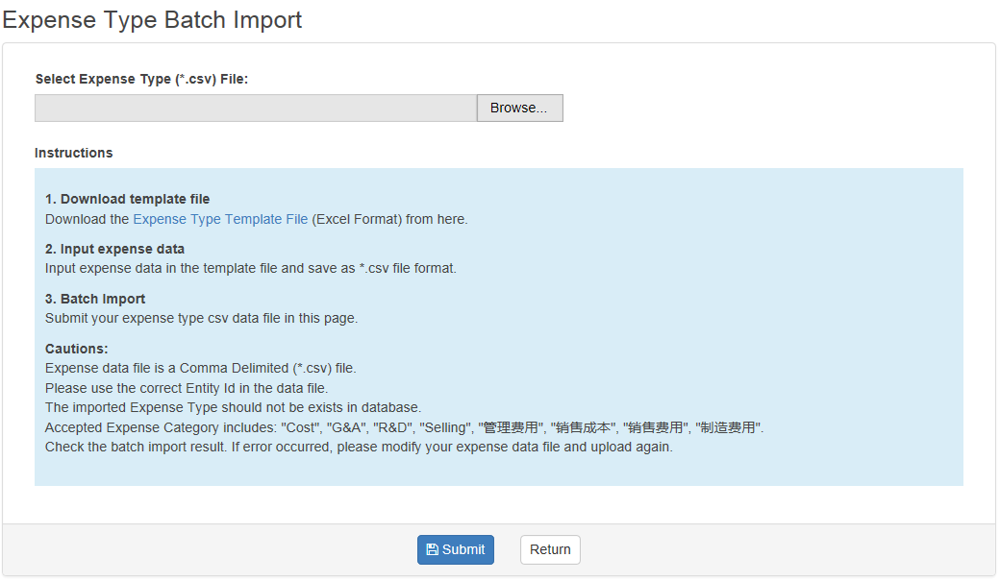 Expense Type Batch Import
Select Expense Type (*.csv) File:
Browse...
Instructions
1. Download template file
Download the Expense Type Template File (Excel Format) from here.
2. Input expense data
Input expense data in the template file and save as *.csv file format.
3. Batch Import
Submit your expense type csv data file in this page.
Cautions:
Expense data file is a Comma Delimited (*.csv) file.
Please use the correct Entity Id in the data file.
The imported Expense Type should not be exists in database.
Accepted Expense Category includes: "Cost", "G&A", "R&D", "Selling", "管理费用", "销售成本", "销售费用", "制造费用".
Check the batch import result. If error occurred, please modify your expense data file and upload again.
Submit
Return